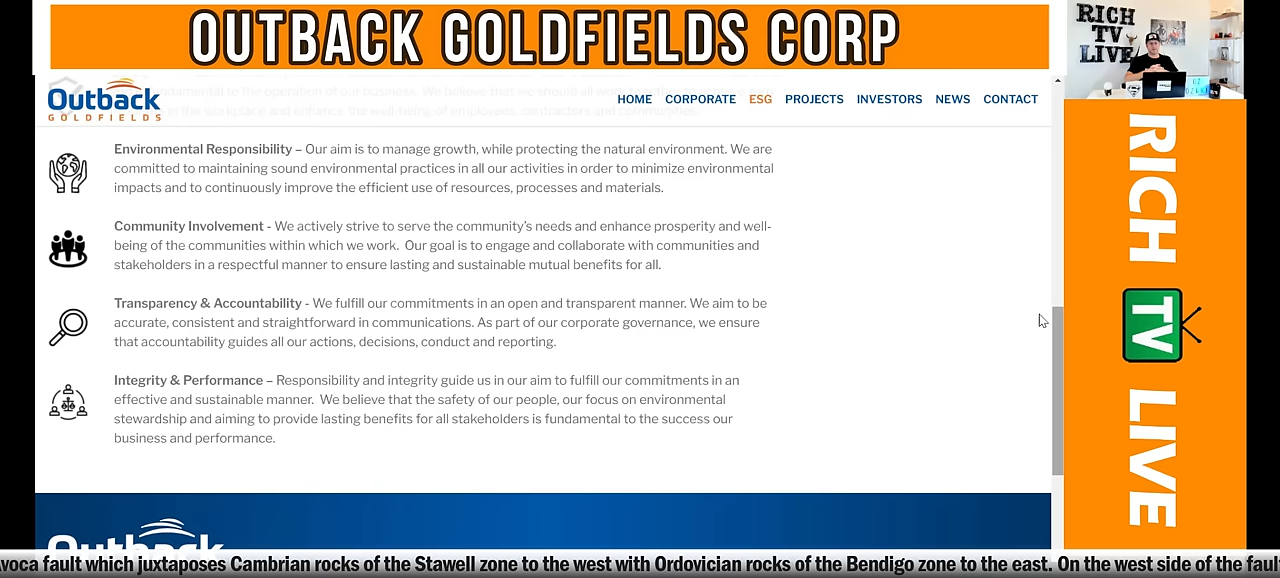 OUTBACK GOLDFIELDS CORP
RICH
TV
LIVE
Outback
GOLDFIELDS
HOME CORPORATE ESG PROJECTS INVESTORS NEWS CONTACT
Environmental Responsibility – Our aim is to manage growth, while protecting the natural environment. We are
committed to maintaining sound environmental practices in all our activities in order to minimize environmental
impacts and to continuously improve the efficient use of resources, processes and materials.
Community Involvement - We actively strive to serve the community's needs and enhance prosperity and well-
being of the communities within which we work. Our goal is to engage and collaborate with communities and
stakeholders in a respectful manner to ensure lasting and sustainable mutual benefits for all.
Transparency & Accountability - We fulfill our commitments in an open and transparent manner. We aim to be
accurate, consistent and straightforward in communications. As part of our corporate governance, we ensure
that accountability guides all our actions, decisions, conduct and reporting.
Integrity & Performance – Responsibility and integrity guide us in our aim to fulfill our commitments in an
effective and sustainable manner. We believe that the safety of our people, our focus on environmental
stewardship and aiming to provide lasting benefits for all stakeholders is fundamental to the success our
business and performance.
RICH TV LIVE
Outback
voca fault which juxtaposes Cambrian rocks of the Stawell zone to the west with Ordovician rocks of the Bendigo zone to the east. On the west side of the faul